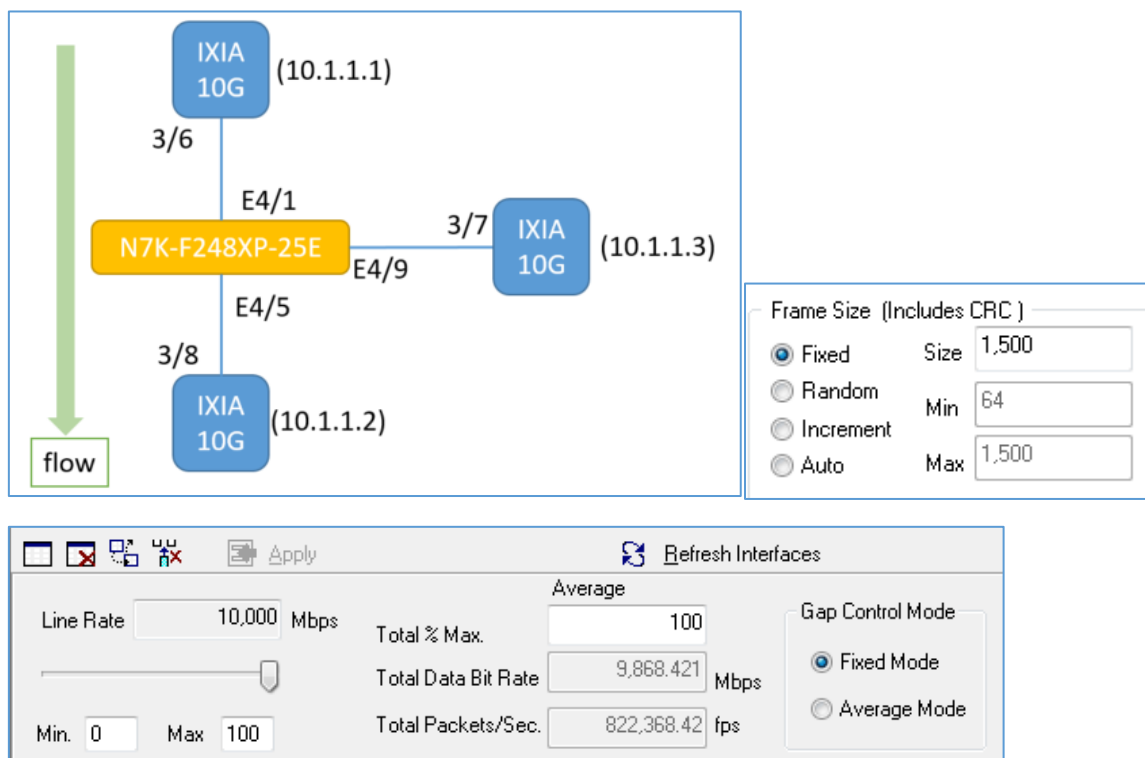 IXIA
10G
(10.1.1.1)
3/6
E4/1
N7K-F248XP-25E
3/7
E4/9
IXIA
10G
(10.1.1.3)
E4/5
3/8
IXIA
10G
(10.1.1.2)
flow
Frame Size (Includes CRC )
Fixed
Size 1,500
Random
Min 64
Increment
Auto
Max 1,500
Apply
Refresh Interfaces
Average
Line Rate 10,000 Mbps
Total % Max. 100
Total Data Bit Rate 9,868.421 Mbps
Min. 0 Max 100
Total Packets/Sec. 822,368.42 fps
Gap Control Mode
Fixed Mode
Average Mode